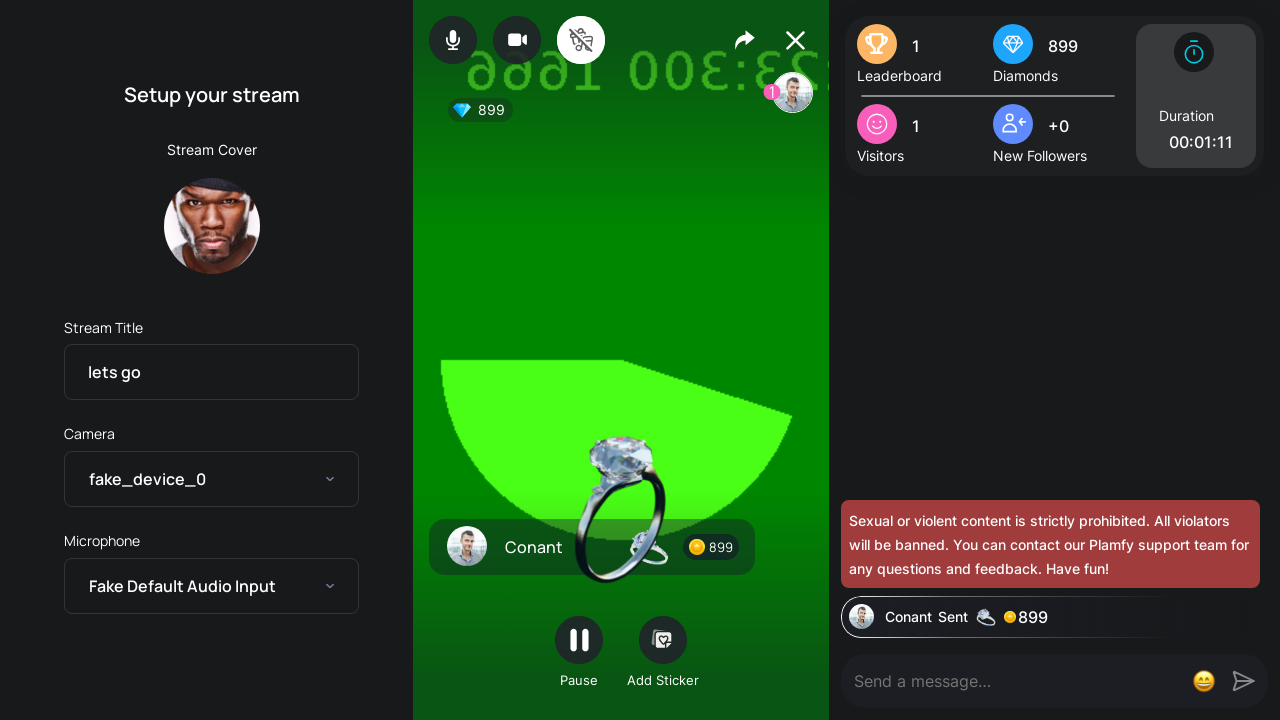 Setup your stream
Stream Cover
Stream Title
lets go
Camera
fake_device_0
Microphone
Fake Default Audio Input
899
1
Conant
899
Pause
Add Sticker
1
Leaderboard
899
Diamonds
1
Visitors
+0
New Followers
Duration
00:01:11
Sexual or violent content is strictly prohibited. All violators
will be banned. You can contact our Plamfy support team for
any questions and feedback. Have fun!
Conant Sent 899
Send a message...